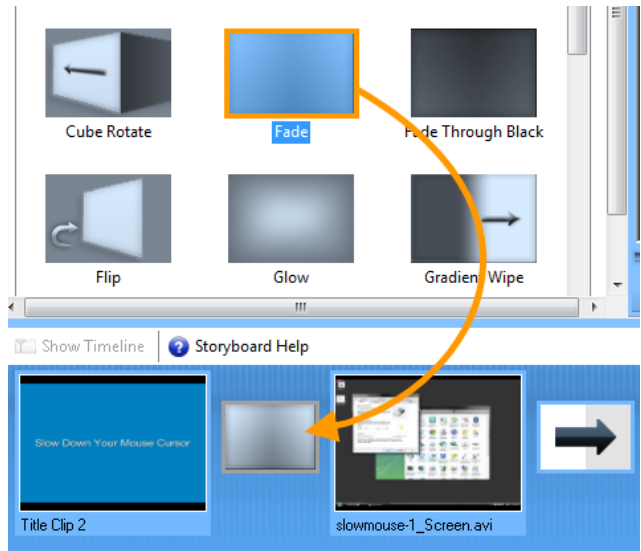 Cube Rotate
Fade
Fade Through Black
Flip
Glow
Gradient Wipe
Show Timeline
Storyboard Help
Slow Down Your Mouse Cursor
Title Clip 2
slowmouse-1_Screen.avi